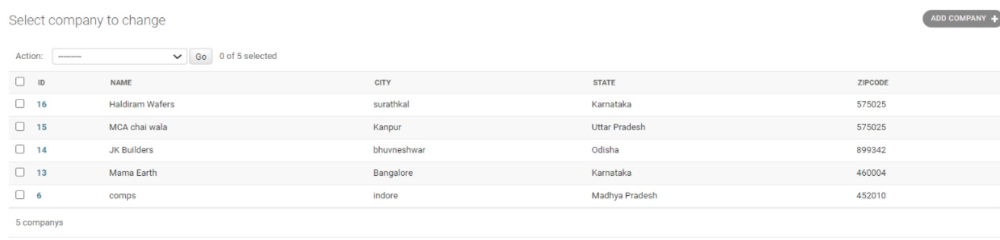 Select company to change
ADD COMPANY +
Action: --------- Go 0 of 5 selected
ID NAME CITY STATE ZIPCODE
16 Haldiram Wafers surathkal Karnataka 575025
15 MCA chai wala Kanpur Uttar Pradesh 575025
14 JK Builders bhuvneshwar Odisha 899342
13 Mama Earth Bangalore Karnataka 460004
6 comps indore Madhya Pradesh 452010
5 companys